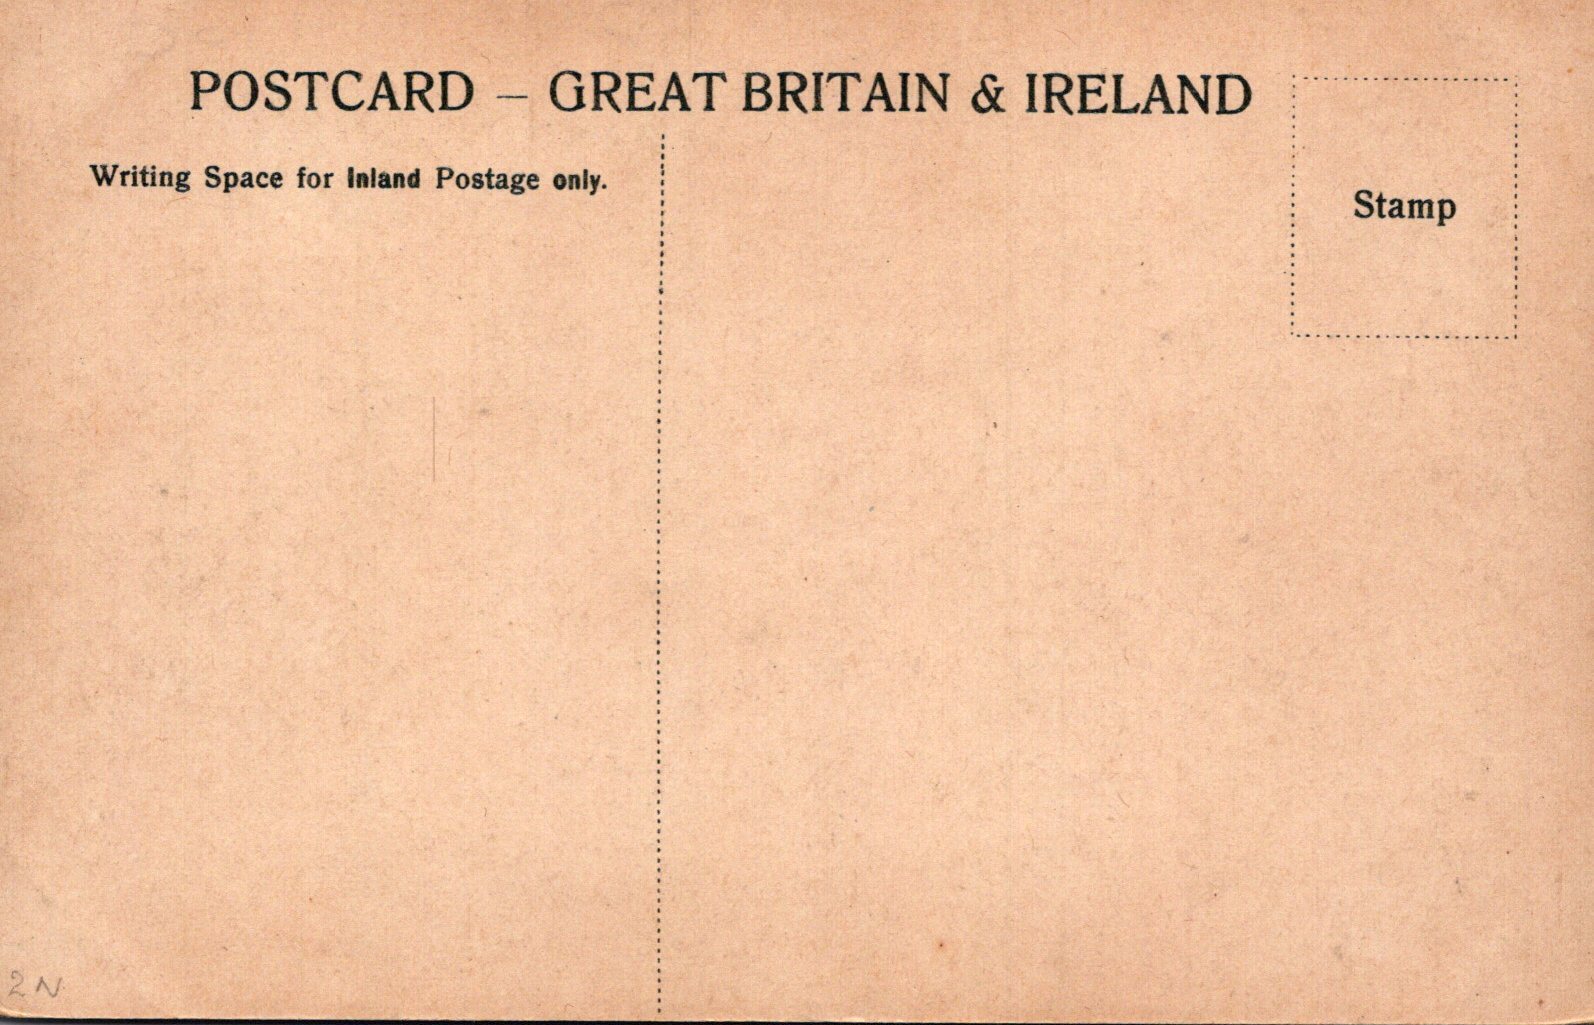 POSTCARD – GREAT BRITAIN & IRELAND
Writing Space for Inland Postage only.
Stamp
2N